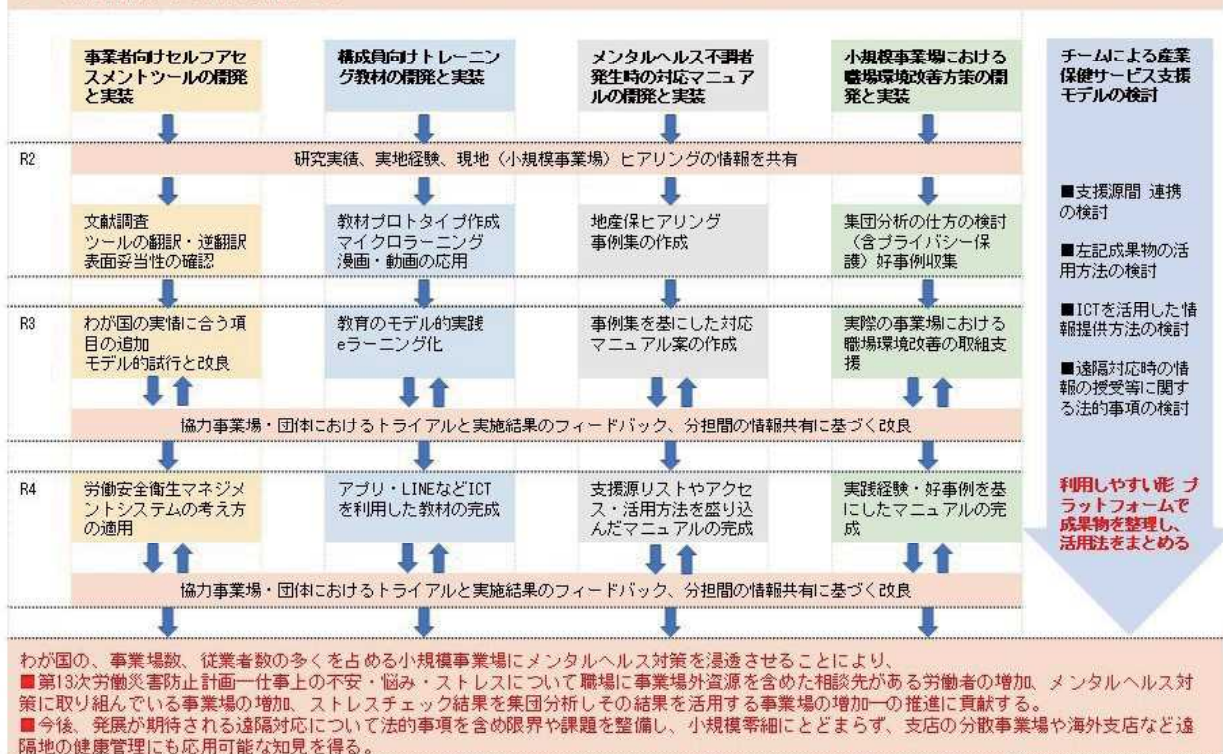 事業者向けセルフアセ
スメントツールの開発
と実装
構成員向けトレーニン
グ教材の開発と実装
メンタルヘルス不調者
発生時の対応マニュア
ルの開発と実装
小規模事業場における
職場環境改善方策の開
発と実装
チームによる産業
保健サービス支援
モデルの検討
R2
研究実績、実地経験、現地（小規模事業場）ヒアリングの情報を共有
文献調査
ツールの翻訳・逆翻訳
表面妥当性の確認
教材プロトタイプ作成
マイクロラーニング
漫画・動画の応用
地産保ヒアリング
事例集の作成
集団分析の仕方の検討
（含プライバシー保
護）好事例収集
■支援源間 連携
の検討
■左記成果物の活
用方法の検討
■ICTを活用した情
報提供方法の検討
■遠隔対応時の情
報の授受等に関す
る法的事項の検討
R3
わが国の実情に合う項
目の追加
モデル的試行と改良
教育のモデル的実践
eラーニング化
事例集を基にした対応
マニュアル案の作成
実際の事業場における
職場環境改善の取組支
援
協力事業場・団体におけるトライアルと実施結果のフィードバック、分担間の情報共有に基づく改良
R4
労働安全衛生マネジメ
ントシステムの考え方
の適用
アプリ・LINEなどICT
を利用した教材の完成
支援源リストやアクセ
ス・活用方法を盛り込
んだマニュアルの完成
実践経験・好事例を基
にしたマニュアルの完
成
利用しやすい形 プ
ラットフォームで
成果物を整理し、
活用法をまとめる
協力事業場・団体におけるトライアルと実施結果のフィードバック、分担間の情報共有に基づく改良
わが国の、事業場数、従業者数の多くを占める小規模事業場にメンタルヘルス対策を浸透させることにより、
■第13次労働災害防止計画―仕事上の不安・悩み・ストレスについて職場に事業場外資源を含めた相談先がある労働者の増加、メンタルヘルス対
策に取り組んでいる事業場の増加、ストレスチェック結果を集団分析しその結果を活用する事業場の増加―の推進に貢献する。
■今後、発展が期待される遠隔対応について法的事項を含め限界や課題を整備し、小規模零細にとどまらず、支店の分散事業場や海外支店など遠
隔地の健康管理にも応用可能な知見を得る。